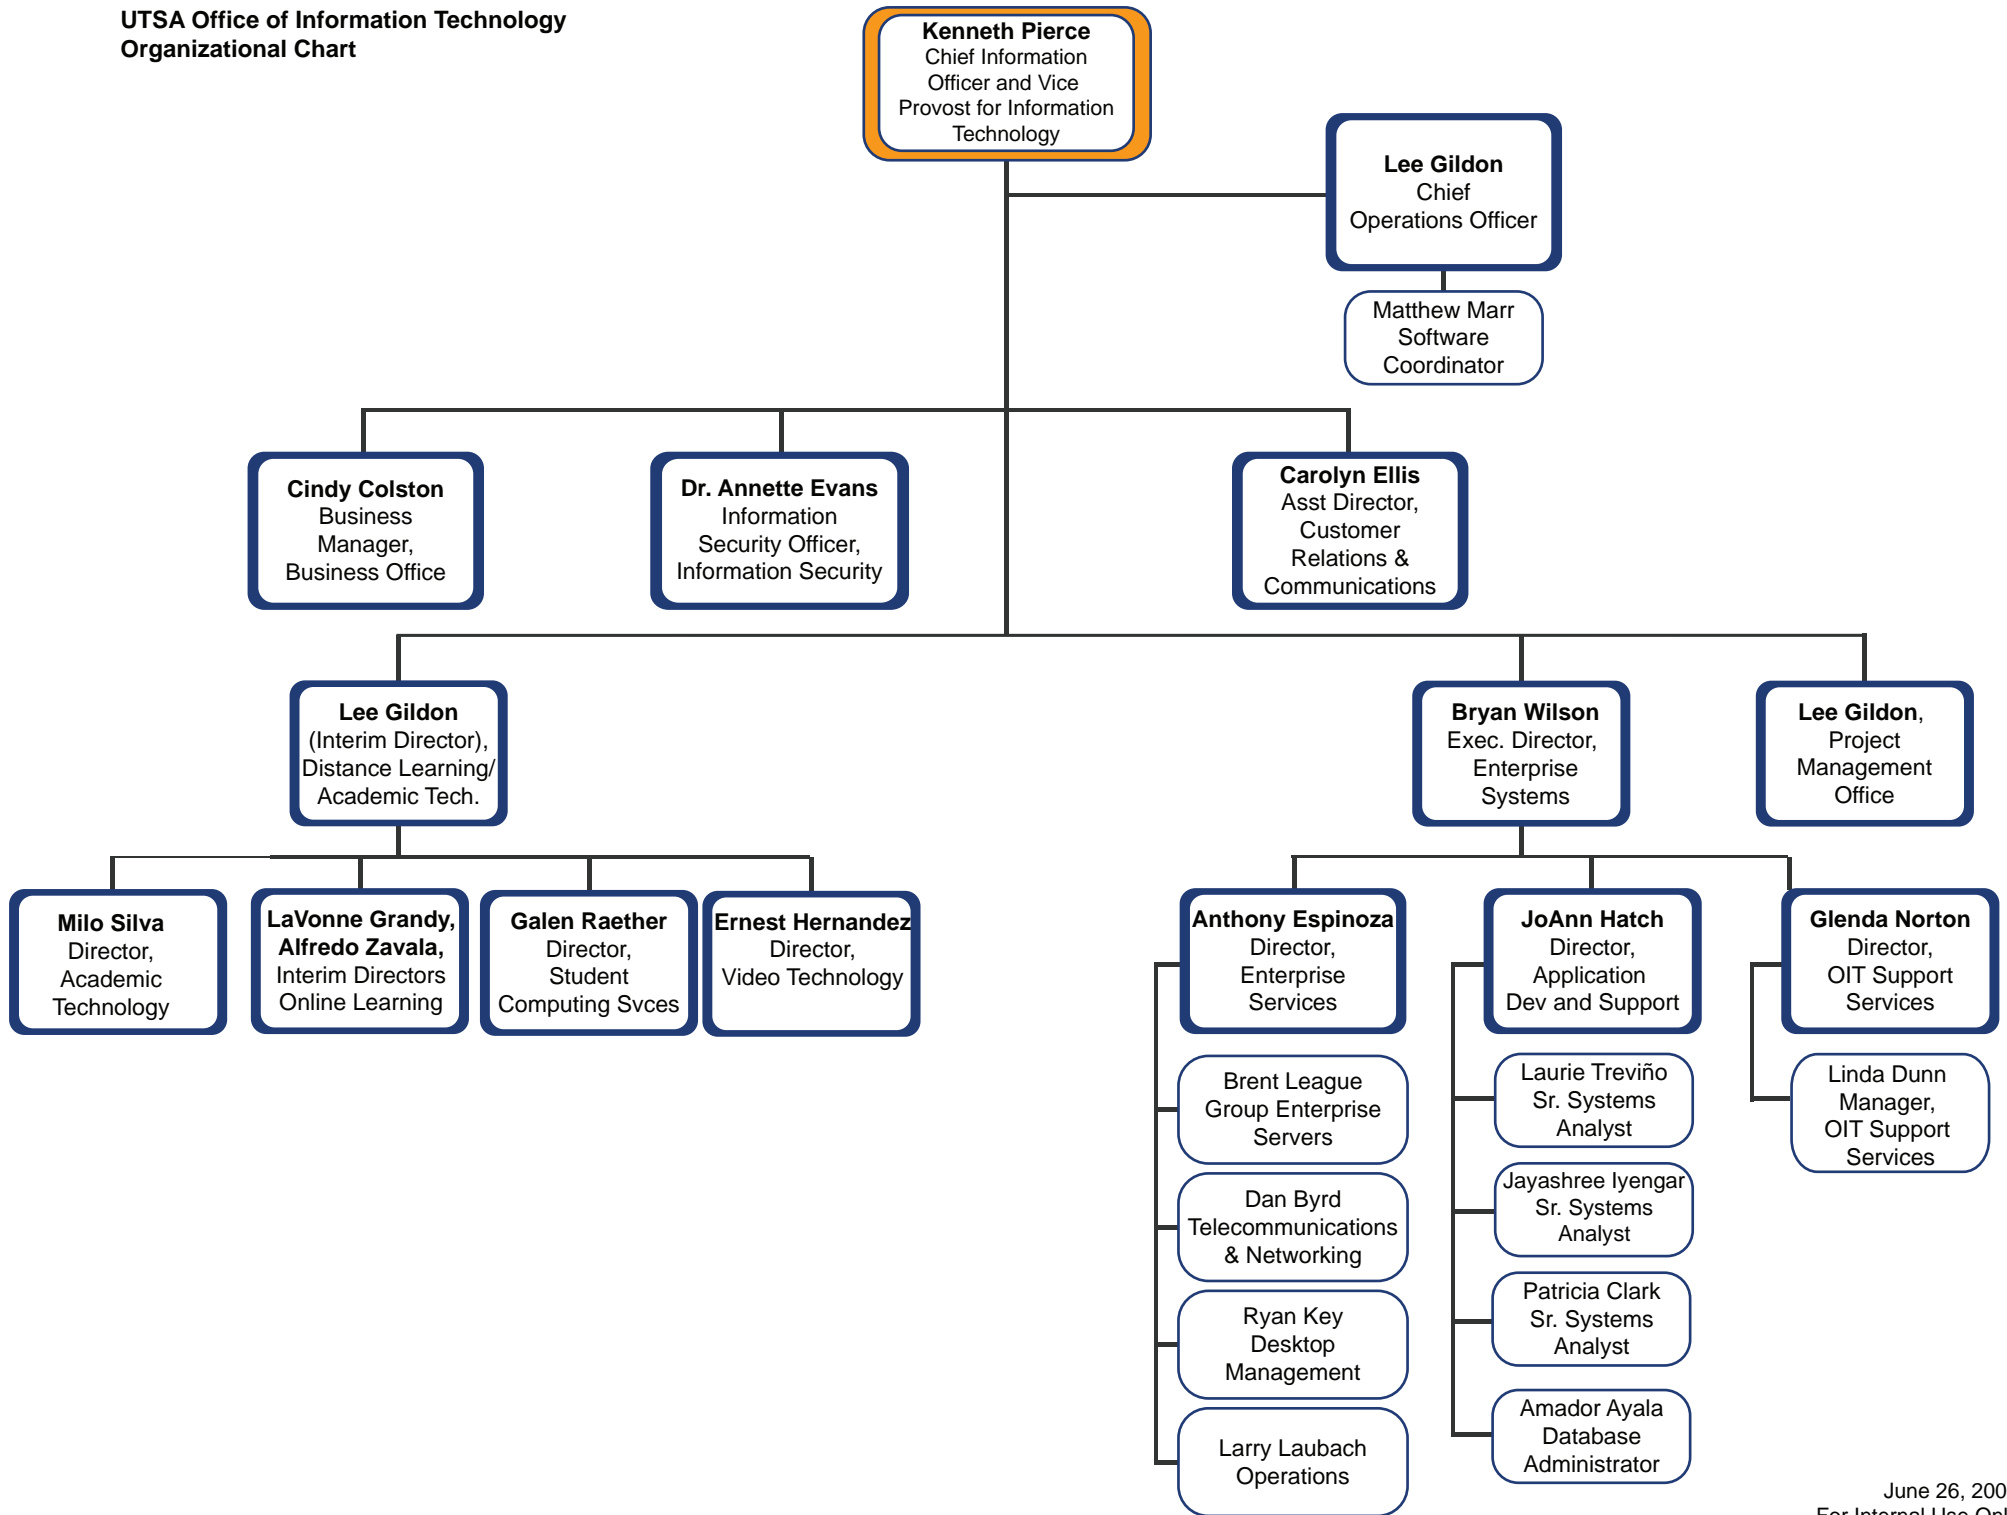 UTSA Office of Information Technology
Organizational Chart
Kenneth Pierce
Chief Information
Officer and Vice
Provost for Information
Technology
Lee Gildon
Chief
Operations Officer
Matthew Marr
Software
Coordinator
Cindy Colston
Business
Manager,
Business Office
Dr. Annette Evans
Information
Security Officer,
Information Security
Carolyn Ellis
Asst Director,
Customer
Relations &
Communications
Lee Gildon
(Interim Director),
Distance Learning/
Academic Tech.
Bryan Wilson
Exec. Director,
Enterprise
Systems
Lee Gildon,
Project
Management
Office
Milo Silva
Director,
Academic
Technology
LaVonne Grandy,
Alfredo Zavala,
Interim Directors
Online Learning
Galen Raether
Director,
Student
Computing Svces
Ernest Hernandez
Director,
Video Technology
Anthony Espinoza
Director,
Enterprise
Services
Brent League
Group Enterprise
Servers
Dan Byrd
Telecommunications
& Networking
Ryan Key
Desktop
Management
Larry Laubach
Operations
JoAnn Hatch
Director,
Application
Dev and Support
Laurie Treviño
Sr. Systems
Analyst
Jayashree Iyengar
Sr. Systems
Analyst
Patricia Clark
Sr. Systems
Analyst
Amador Ayala
Database
Administrator
Glenda Norton
Director,
OIT Support
Services
Linda Dunn
Manager,
OIT Support
Services
June 26, 200
For Internal Use Onl